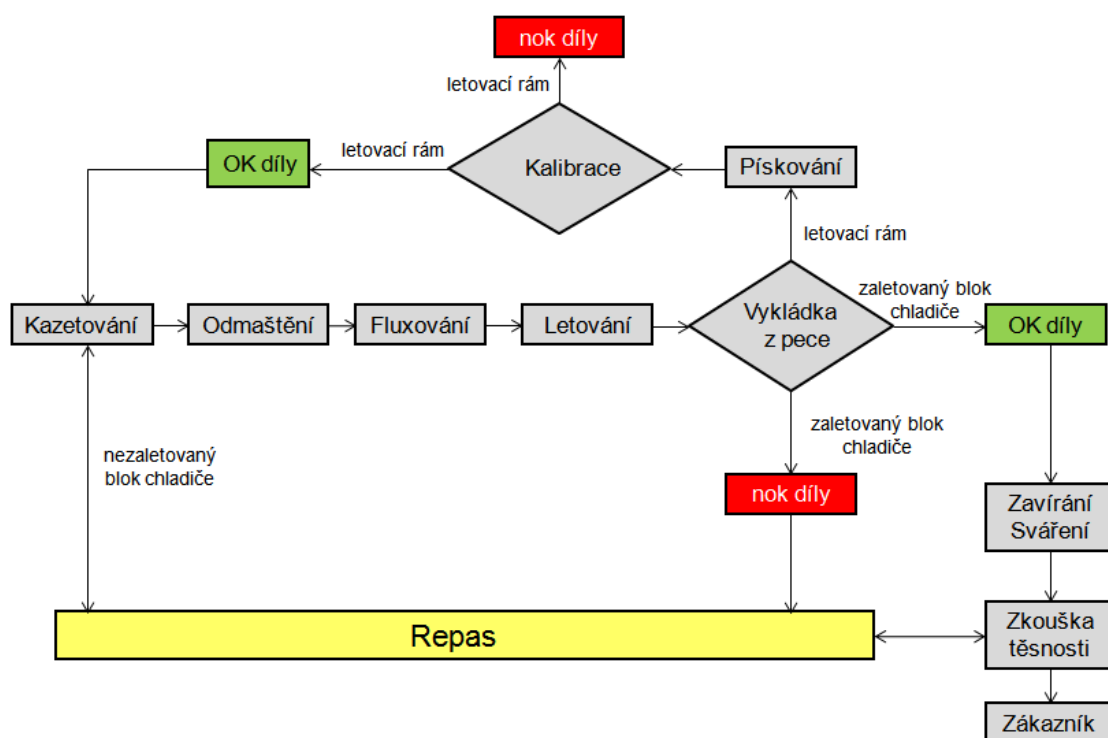 nok díly
letovací rám
letovací rám
OK díly
Kalibrace
Pískování
letovací rám
zaletovaný blok
chladiče
Kazetování
Odmaštění
Fluxování
Letování
Vykládka
z pece
OK díly
zaletovaný blok
chladiče
nezaletovaný
blok chladiče
nok díly
Zavírání
Sváření
Repas
Zkouška
těsnosti
Zákazník